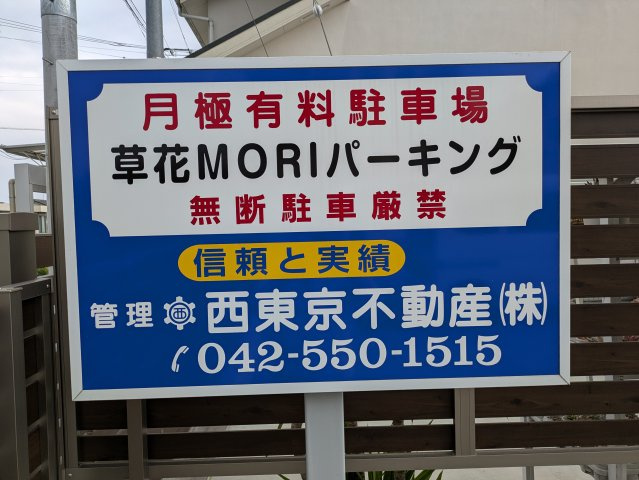 月極有料駐車場
草花MORIパーキング
無断駐車厳禁
信頼と実績
管理 西 西東京不動産(株)
042-550-1515